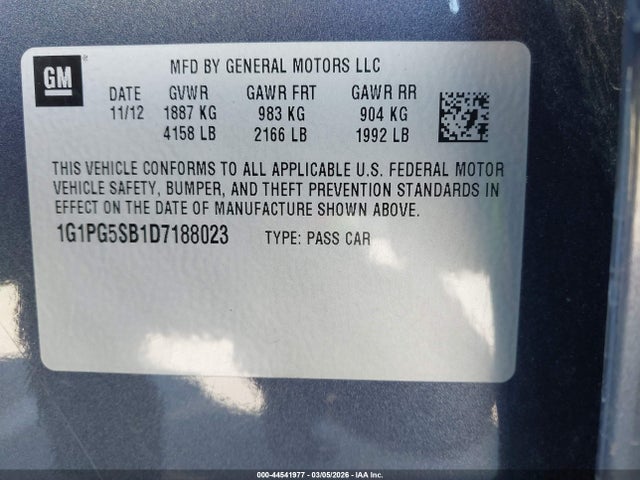 GM
MFD BY GENERAL MOTORS LLC
DATE GVWR GAWR FRT GAWR RR
11/12 1887 KG 983 KG 904 KG
4158 LB 2166 LB 1992 LB
THIS VEHICLE CONFORMS TO ALL APPLICABLE U.S. FEDERAL MOTOR
VEHICLE SAFETY, BUMPER, AND THEFT PREVENTION STANDARDS IN
EFFECT ON THE DATE OF MANUFACTURE SHOWN ABOVE.
1G1PG5SB1D7188023 TYPE: PASS CAR
000-44541977 — 03/05/2026 — IAA Inc.